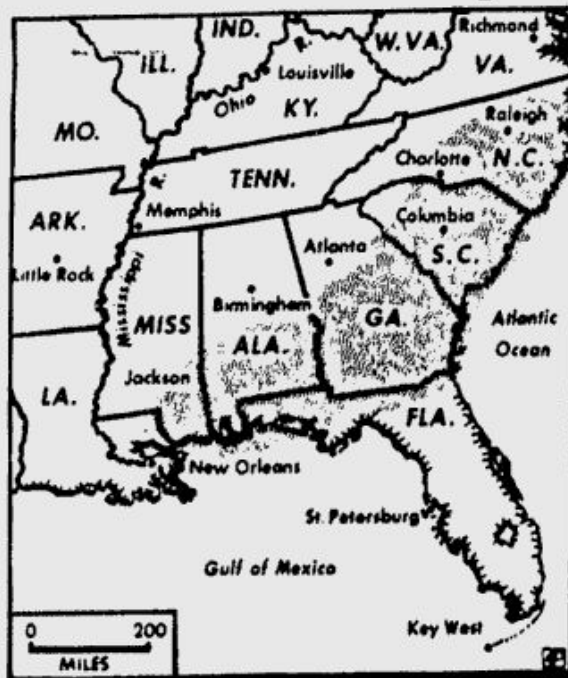 IND.
R.
W.VA.
Richmond
ILL.
Louisville
VA.
Ohio
KY.
MO.
Raleigh
N.C.
Charlotte
TENN.
R.
ARK.
Memphis
Columbia
S.C.
Atlanta
Little Rock
Mississippi
Birmingham
MISS
GA.
Atlantic
Ocean
ALA.
Jackson
LA.
FLA.
New Orleans
St. Petersburg
Gulf of Mexico
Key West
0 200
MILES